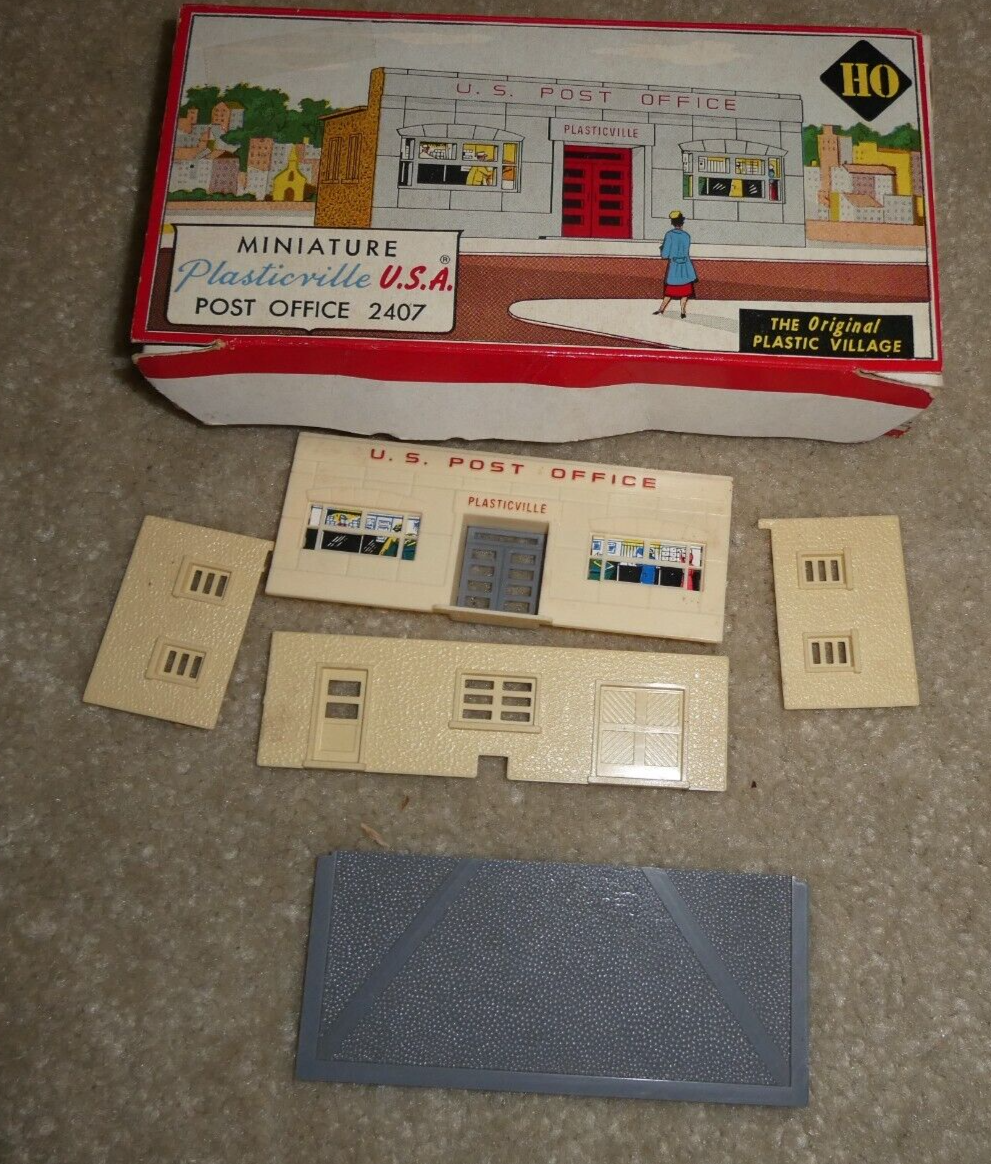 HO
U. S. POST OFFICE
PLASTICVILLE
MINIATURE
Plasticville U.S.A.®
POST OFFICE 2407
THE Original
PLASTIC VILLAGE
U. S. POST OFFICE
PLASTICVILLE